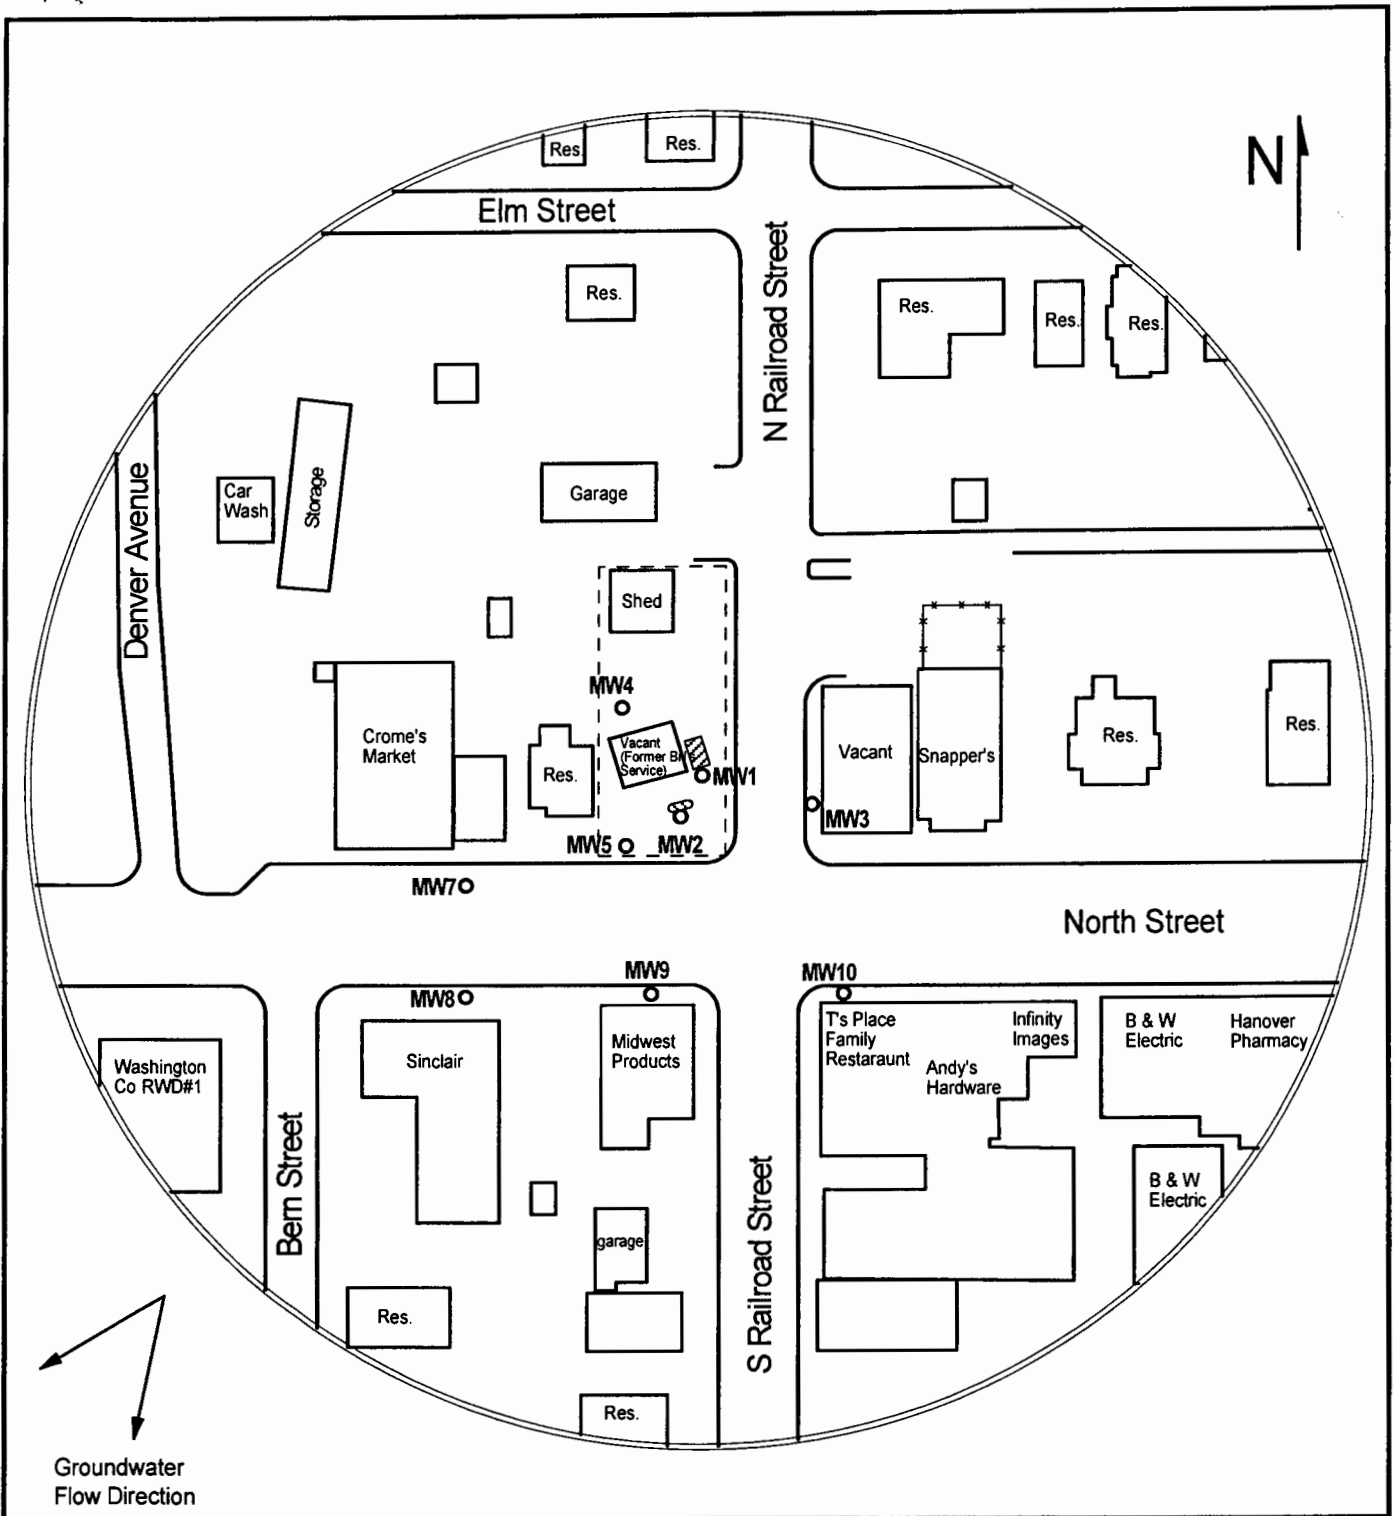 Res.
Res.
N
Elm Street
N Railroad Street
Res.
Res.
Res.
Res.
Denver Avenue
Car
Wash
Storage
Garage
Shed
MW4
Crome's
Market
Res.
Vacant
(Former Bil
Service)
MW1
Vacant
Snapper's
Res.
Res.
MW3
MW5
MW2
MW7
North Street
MW9
MW10
MW8
Washington
Co RWD#1
Sinclair
Midwest
Products
T's Place
Family
Restaraunt
Infinity
Images
Andy's
Hardware
B & W
Electric
Hanover
Pharmacy
Bern Street
S Railroad Street
B & W
Electric
garage
Res.
Res.
Groundwater
Flow Direction